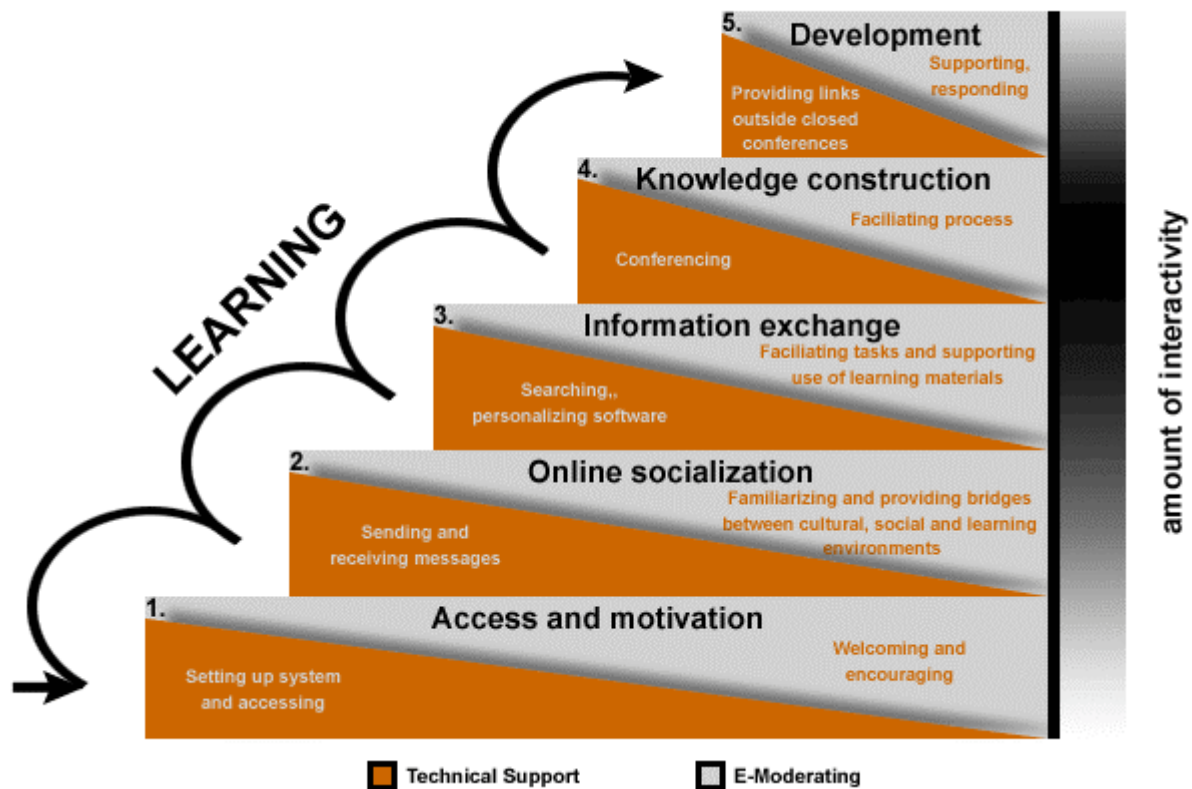 5.
Development
Supporting,
responding
Providing links
outside closed
conferences
4.
Knowledge construction
Faciliating process
Conferencing
3.
Information exchange
Faciliating tasks and supporting
use of learning materials
Searching,,
personalizing software
2.
Online socialization
Familiarizing and providing bridges
between cultural, social and learning
environments
Sending and
receiving messages
1.
Access and motivation
Welcoming and
encouraging
Setting up system
and accessing
LEARNING
amount of interactivity
Technical Support
E-Moderating